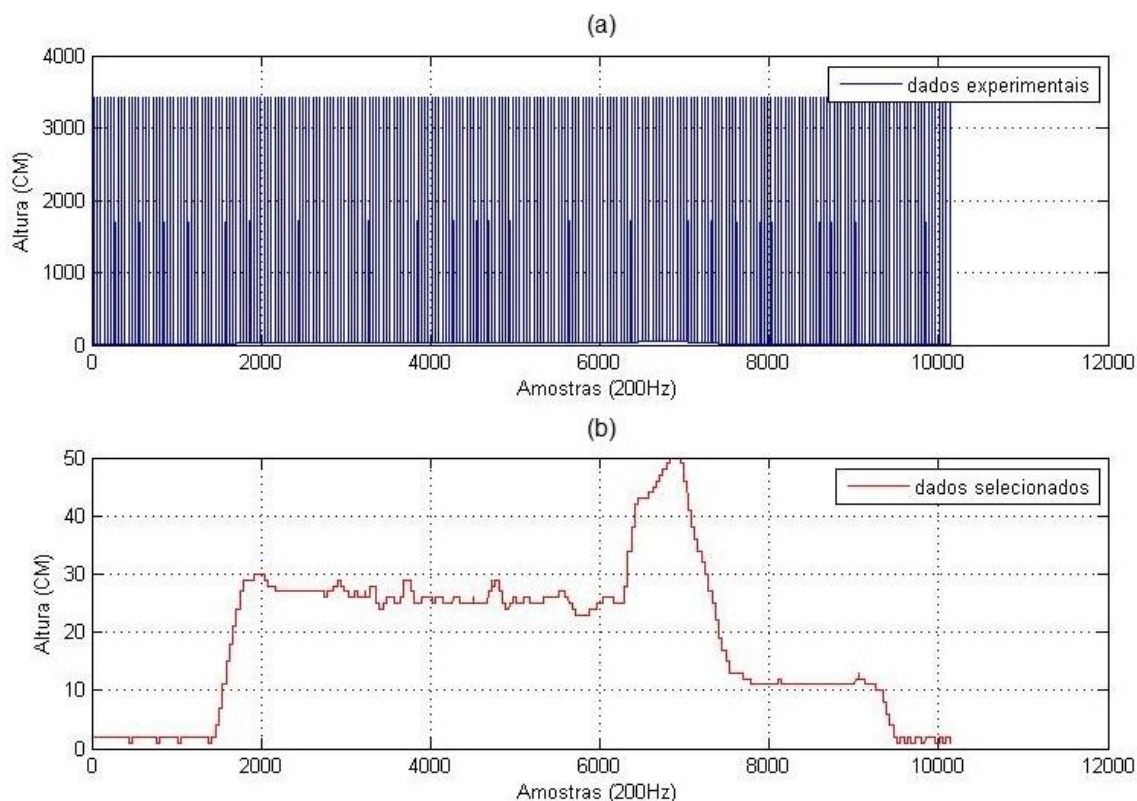 (a)
4000
3000
2000
1000
0
Altura (CM)
dados experimentais
0 2000 4000 6000 8000 10000 12000
Amostras (200Hz)
(b)
50
40
30
20
10
0
Altura (CM)
dados selecionados
0 2000 4000 6000 8000 10000 12000
Amostras (200Hz)